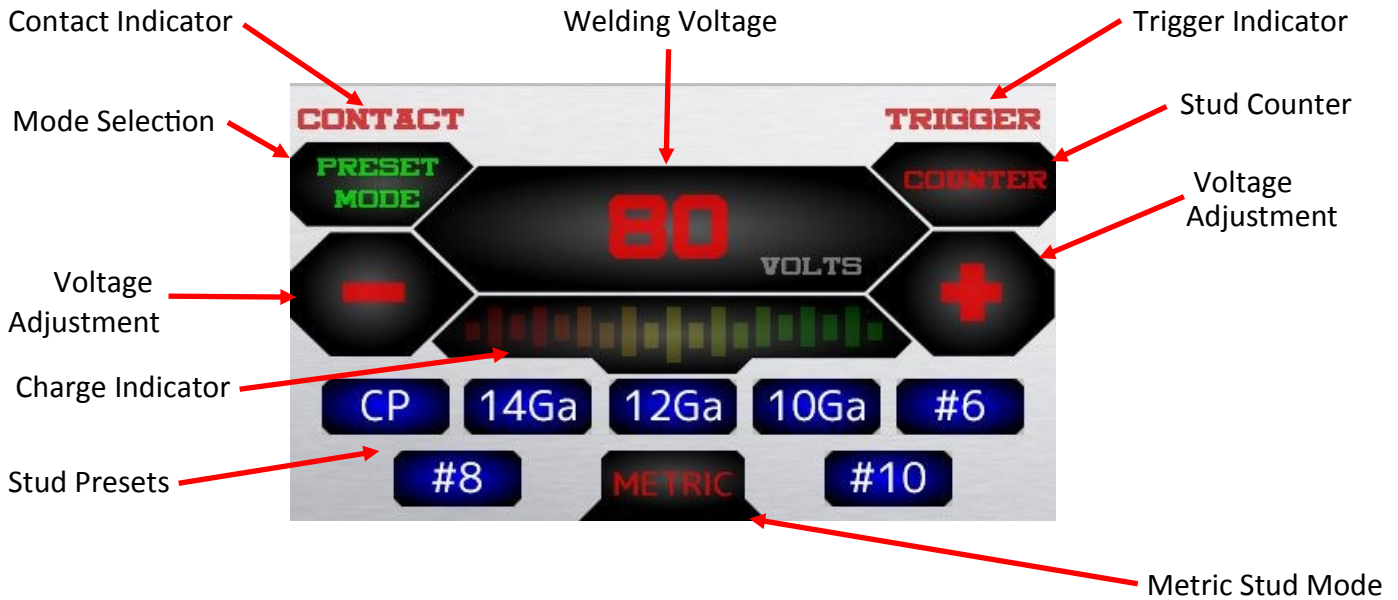 Contact Indicator
Welding Voltage
Trigger Indicator
Mode Selection
CONTACT
TRIGGER
Stud Counter
PRESET
MODE
COUNTER
80
VOLTS
Voltage
Adjustment
Voltage
Adjustment
Charge Indicator
CP
14Ga
12Ga
10Ga
#6
Stud Presets
#8
METRIC
#10
Metric Stud Mode